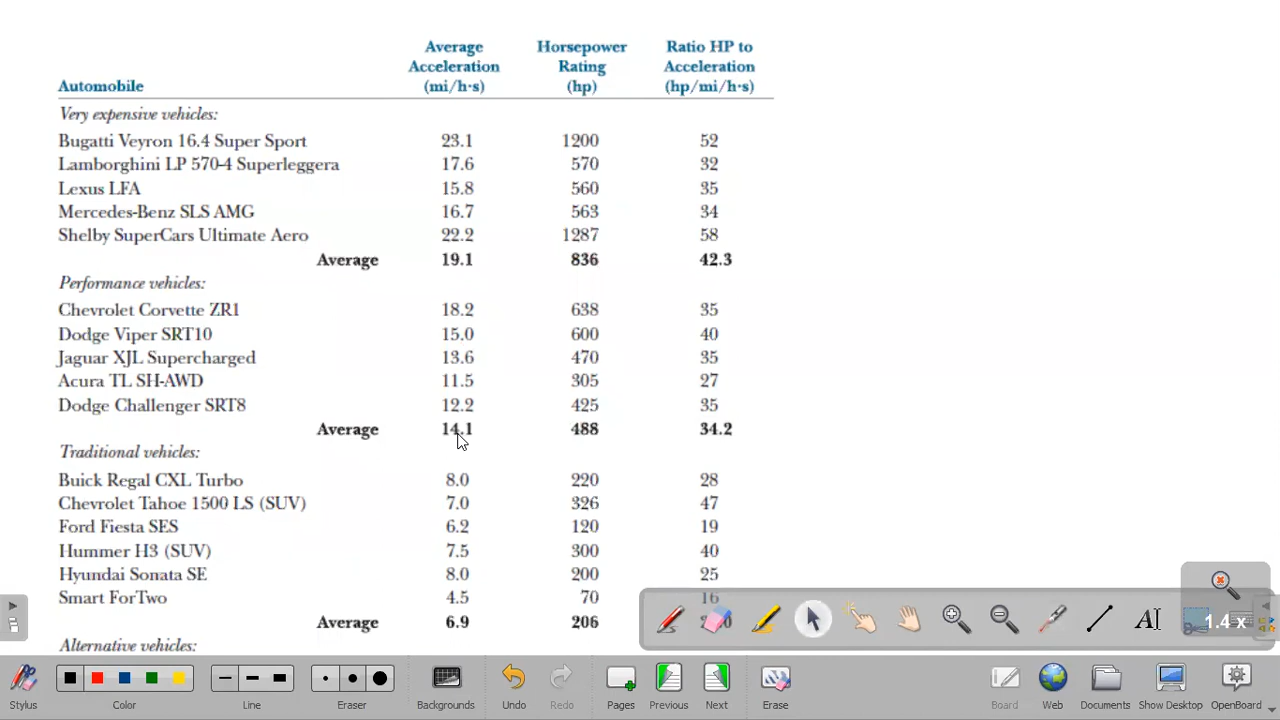 Average Horsepower Ratio HP to
Acceleration Rating Acceleration
Automobile (mi/h·s) (hp) (hp/mi/h·s)
Very expensive vehicles:
Bugatti Veyron 16.4 Super Sport 23.1 1200 52
Lamborghini LP 570-4 Superleggera 17.6 570 32
Lexus LFA 15.8 560 35
Mercedes-Benz SLS AMG 16.7 563 34
Shelby SuperCars Ultimate Aero 22.2 1287 58
Average 19.1 836 42.3
Performance vehicles:
Chevrolet Corvette ZR1 18.2 638 35
Dodge Viper SRT10 15.0 600 40
Jaguar XJL Supercharged 13.6 470 35
Acura TL SH-AWD 11.5 305 27
Dodge Challenger SRT8 12.2 425 35
Average 14.1 488 34.2
Traditional vehicles:
Buick Regal CXL Turbo 8.0 220 28
Chevrolet Tahoe 1500 LS (SUV) 7.0 326 47
Ford Fiesta SES 6.2 120 19
Hummer H3 (SUV) 7.5 300 40
Hyundai Sonata SE 8.0 200 25
Smart ForTwo 4.5 70 16
Average 6.9 206
Alternative vehicles:
1.4 x
Stylus Color Line Eraser Backgrounds Undo Redo Pages Previous Next Erase Board Web Documents Show Desktop OpenBoard